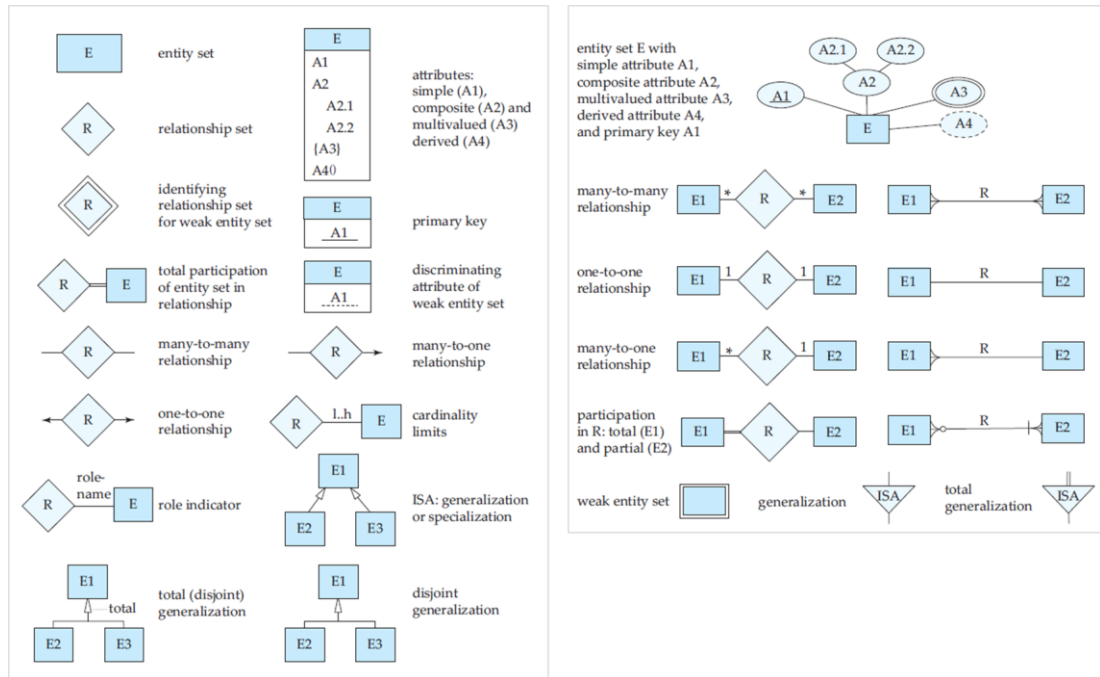 E
entity set
R
relationship set
R
identifying
relationship set
for weak entity set
R
E
total participation
of entity set in
relationship
R
many-to-many
relationship
R
one-to-one
relationship
role-
name
R
E
role indicator
E1
total
E2
E3
total (disjoint)
generalization
E
A1
A2
A2.1
A2.2
{A3}
A4()
attributes:
simple (A1),
composite (A2) and
multivalued (A3)
derived (A4)
E
A1
primary key
E
A1
discriminating
attribute of
weak entity set
R
many-to-one
relationship
R
l..h
E
cardinality
limits
E1
E2
E3
ISA: generalization
or specialization
E1
E2
E3
disjoint
generalization
entity set E with
simple attribute A1,
composite attribute A2,
multivalued attribute A3,
derived attribute A4,
and primary key A1
A2.1
A2.2
A2
A1
A3
E
A4
many-to-many
relationship
E1
*
R
*
E2
E1
R
E2
one-to-one
relationship
E1
1
R
1
E2
E1
R
E2
many-to-one
relationship
E1
*
R
1
E2
E1
R
E2
participation
in R: total (E1)
and partial (E2)
E1
R
E2
E1
R
E2
weak entity set
generalization
ISA
total
generalization
ISA